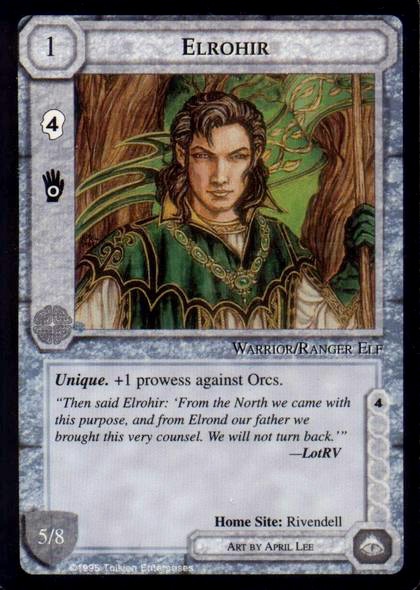 1
ELROHIR
4
0
WARRIOR/RANGER ELF
Unique. +1 prowess against Orcs.
“Then said Elrohir: ‘From the North we came with
this purpose, and from Elrond our father we
brought this very counsel. We will not turn back.’”
—LotRV
4
Home Site: Rivendell
5/8
ART BY APRIL LEE
©1995 Tolkien Enterprises